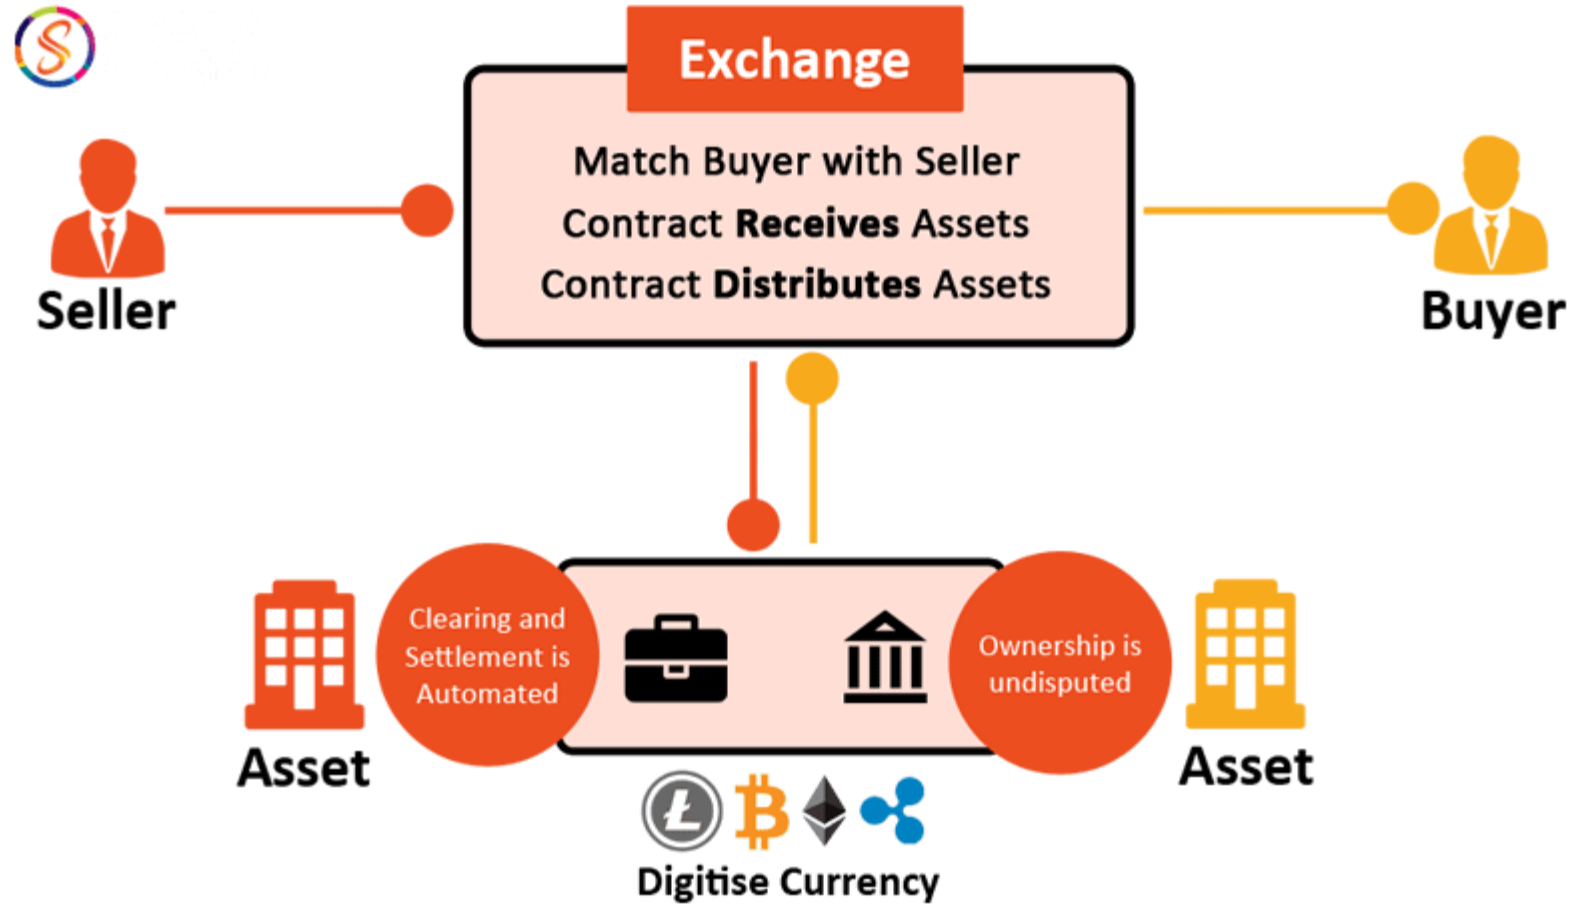 Exchange
Match Buyer with Seller
Contract Receives Assets
Contract Distributes Assets
Seller
Buyer
Clearing and
Settlement is
Automated
Ownership is
undisputed
Asset
Asset
Digitise Currency